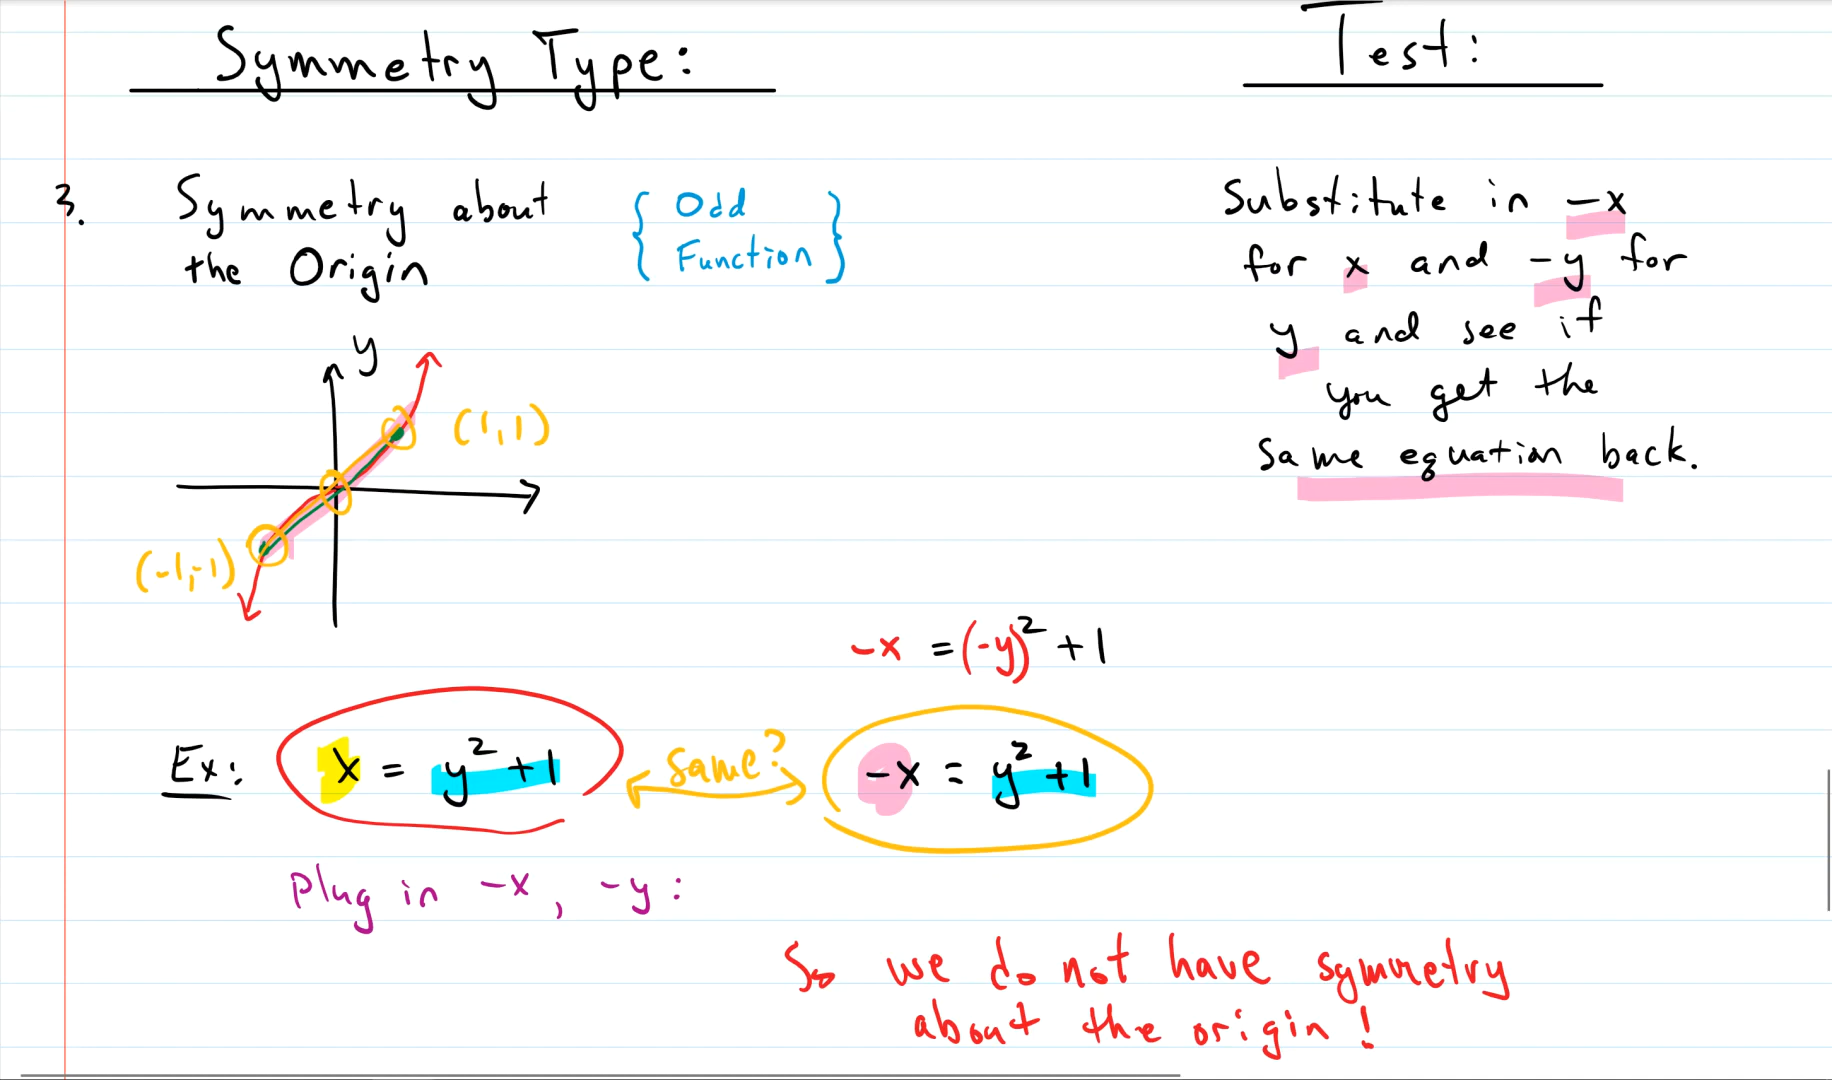 Symmetry Type:
Test:
3. Symmetry about
the Origin
{ Odd
Function }
Substitute in -x
for x and -y for
y and see if
you get the
same equation back.
y
(1,1)
(-1,-1)
-x = (-y)² + 1
Ex: x = y² + 1
Same?
-x = y² + 1
Plug in -x, -y:
So we do not have symmetry
about the origin!